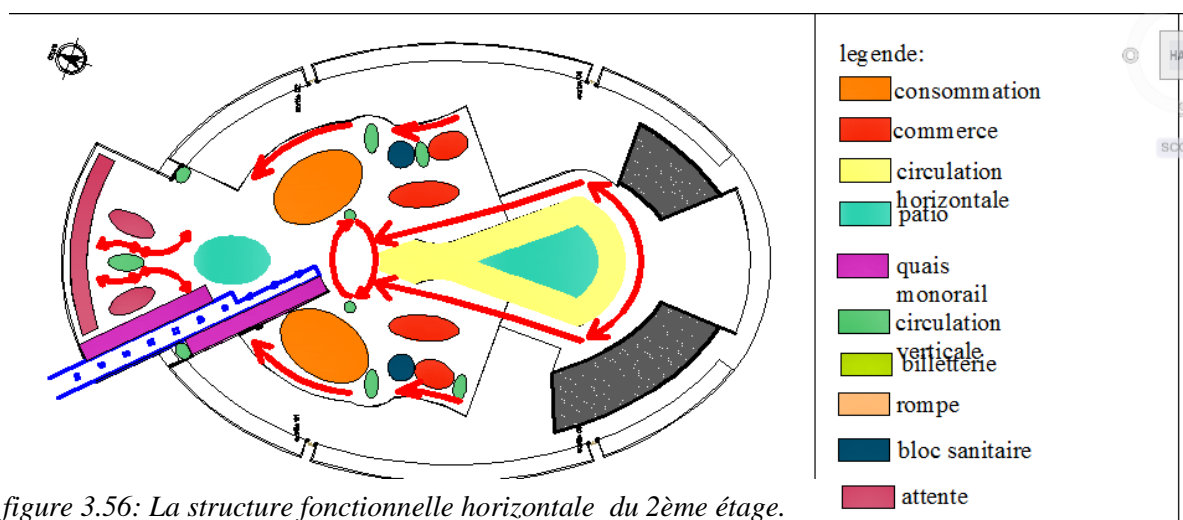 legende:
consommation
commerce
circulation
horizontale
patio
quais
monorail
circulation
verticale
billetterie
rompe
bloc sanitaire
attente
figure 3.56: La structure fonctionnelle horizontale du 2ème étage.